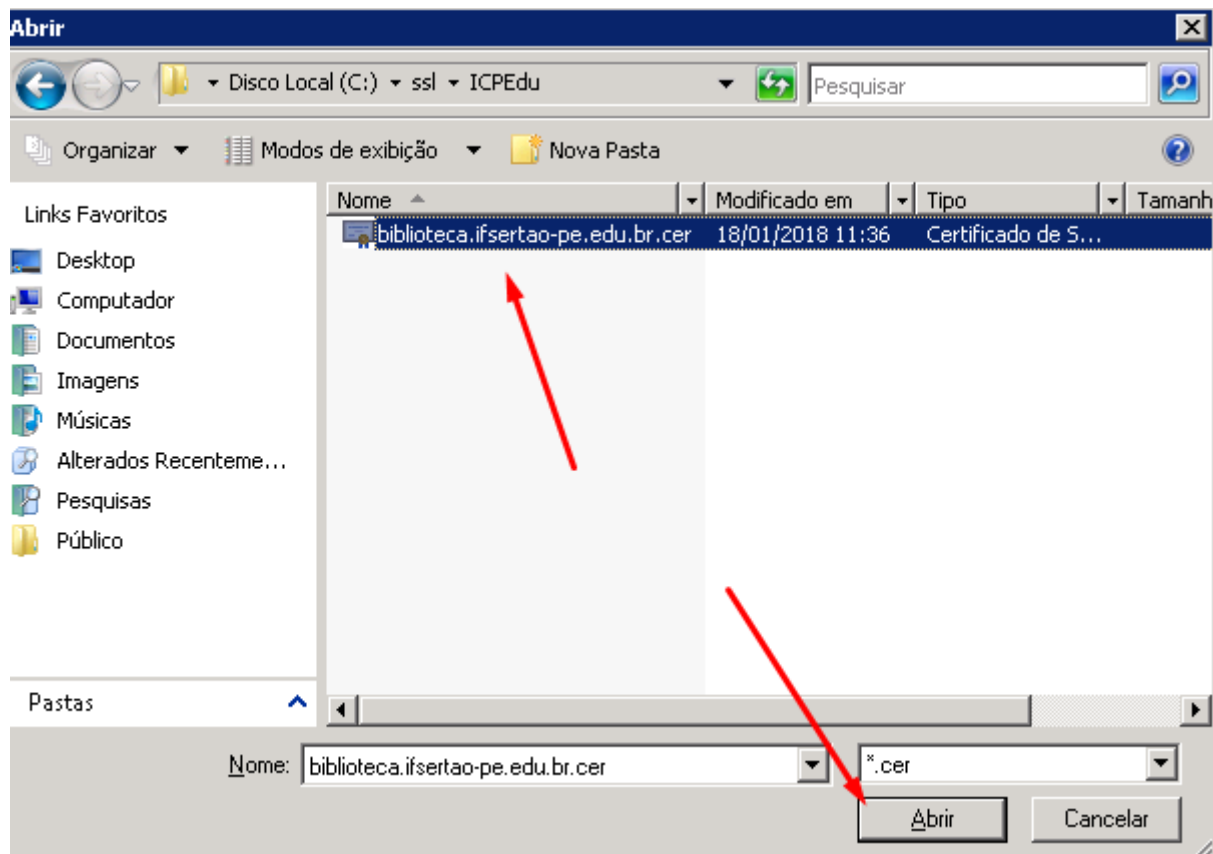 Abrir
Disco Local (C:) ssl ICPEdu
Pesquisar
Organizar Modos de exibição Nova Pasta
Links Favoritos
Desktop
Computador
Documentos
Imagens
Músicas
Alterados Recenteme...
Pesquisas
Público
Pastas
Nome Modificado em Tipo Tamanh
biblioteca.ifsertao-pe.edu.br.cer 18/01/2018 11:36 Certificado de S...
Nome: biblioteca.ifsertao-pe.edu.br.cer *.cer
Abrir Cancelar